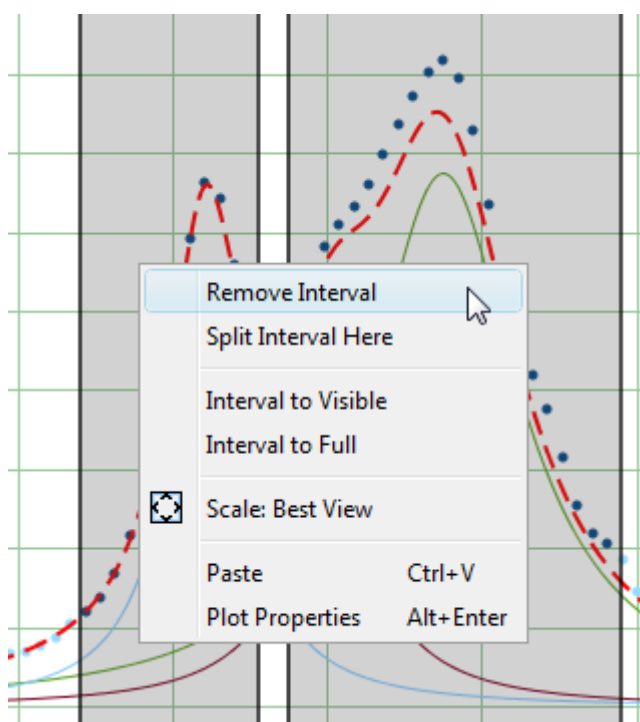 Remove Interval
Split Interval Here
Interval to Visible
Interval to Full
Scale: Best View
Paste Ctrl+V
Plot Properties Alt+Enter